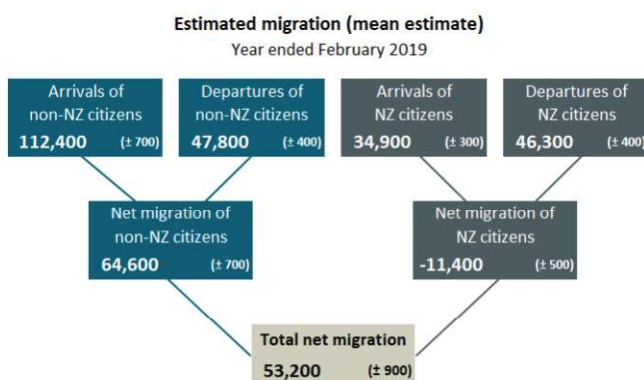 Estimated migration (mean estimate)
Year ended February 2019
Arrivals of
non-NZ citizens
112,400 (± 700)
Departures of
non-NZ citizens
47,800 (± 400)
Arrivals of
NZ citizens
34,900 (± 300)
Departures of
NZ citizens
46,300 (± 400)
Net migration of
non-NZ citizens
64,600 (± 700)
Net migration of
NZ citizens
-11,400 (± 500)
Total net migration
53,200 (± 900)